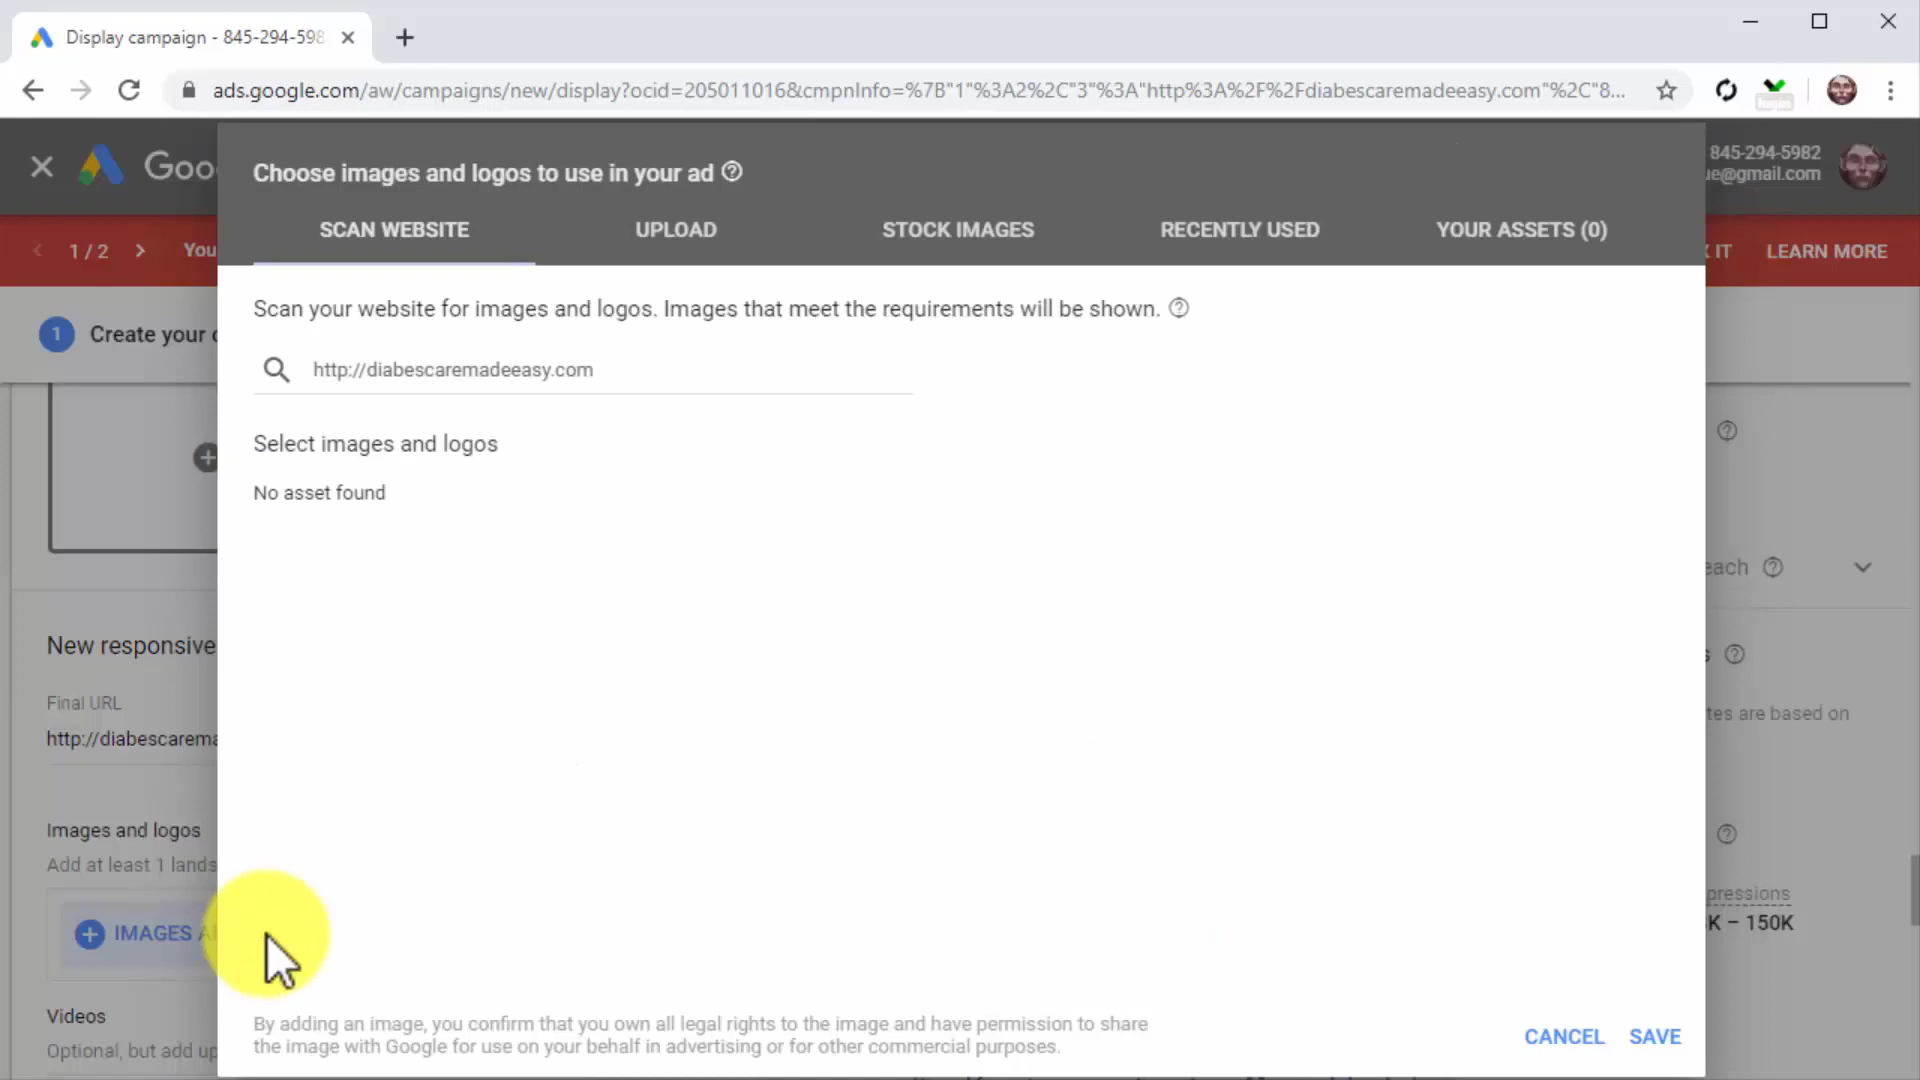 Display campaign - 845-294-598
ads.google.com/aw/campaigns/new/display?ocid=205011016&cmpnInfo=%7B"1"%3A2%2C"3"%3A"http%3A%2F%2Fdiabescaremadeeasy.com"%2C"8...
Goo
Choose images and logos to use in your ad
845-294-5982
ue@gmail.com
SCAN WEBSITE
UPLOAD
STOCK IMAGES
RECENTLY USED
YOUR ASSETS (0)
1 / 2
You
IT
LEARN MORE
Scan your website for images and logos. Images that meet the requirements will be shown.
1
Create your
http://diabescaremadeeasy.com
Select images and logos
No asset found
each
New responsive
Final URL
http://diabescarema
tes are based on
Images and logos
Add at least 1 lands
pressions
K – 150K
IMAGES A
Videos
Optional, but add up
By adding an image, you confirm that you own all legal rights to the image and have permission to share
the image with Google for use on your behalf in advertising or for other commercial purposes.
CANCEL
SAVE